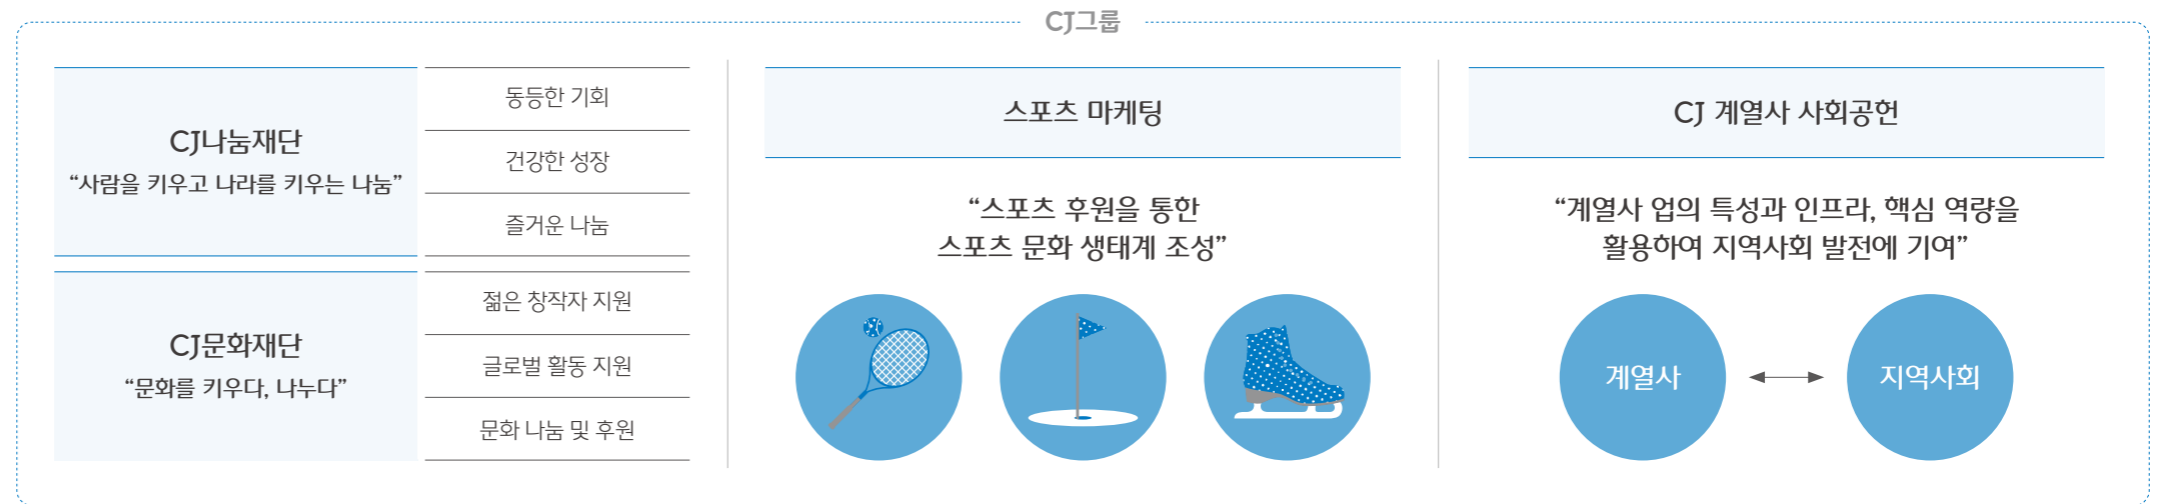 CJ그룹
CJ나눔재단
“사람을 키우고 나라를 키우는 나눔”
동등한 기회
건강한 성장
즐거운 나눔
CJ문화재단
“문화를 키우다, 나누다”
젊은 창작자 지원
글로벌 활동 지원
문화 나눔 및 후원
스포츠 마케팅
“스포츠 후원을 통한
스포츠 문화 생태계 조성”
CJ 계열사 사회공헌
“계열사 업의 특성과 인프라, 핵심 역량을
활용하여 지역사회 발전에 기여”
계열사
지역사회